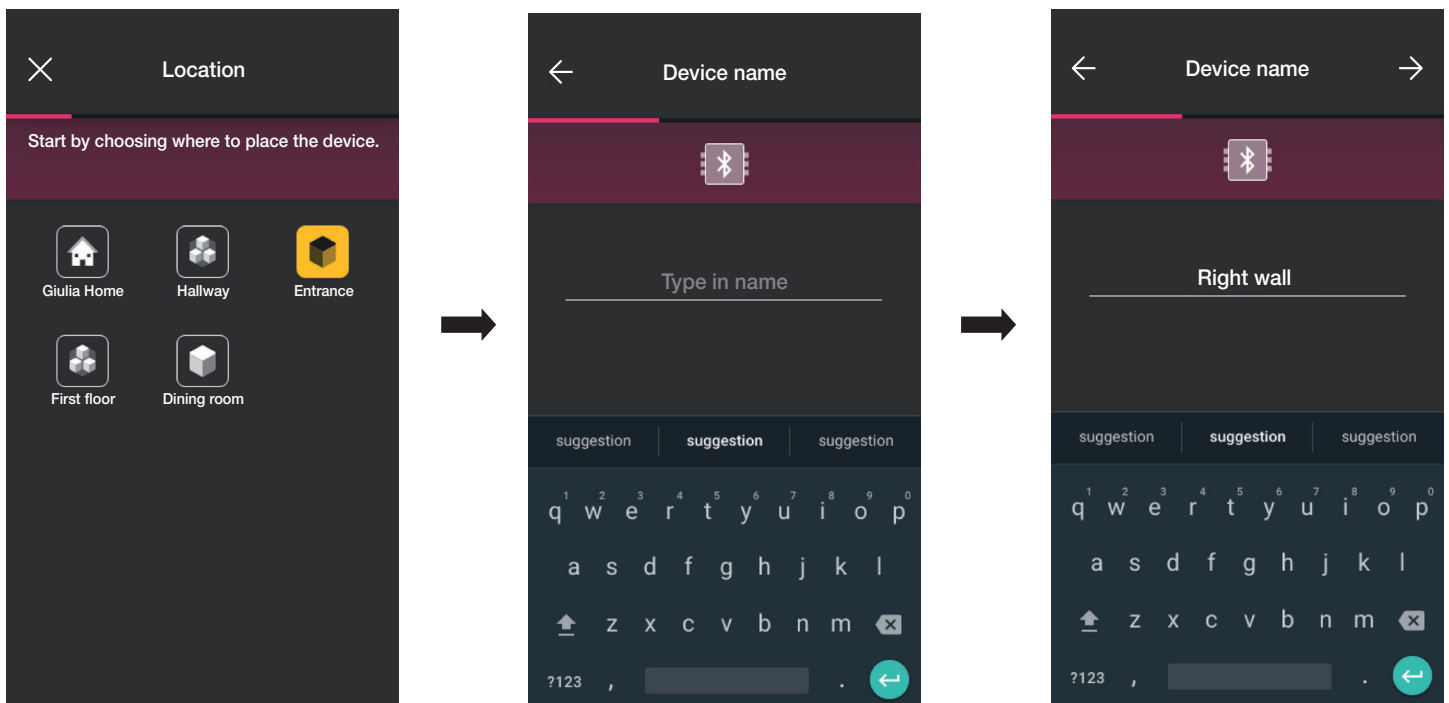 Location
Start by choosing where to place the device.
Giulia Home
Hallway
Entrance
First floor
Dining room
Device name
Type in name
suggestion suggestion suggestion
1 2 3 4 5 6 7 8 9 0
q w e r t y u i o p
a s d f g h j k l
z x c v b n m
?123 , .
Device name
Right wall
suggestion suggestion suggestion
1 2 3 4 5 6 7 8 9 0
q w e r t y u i o p
a s d f g h j k l
z x c v b n m
?123 , .